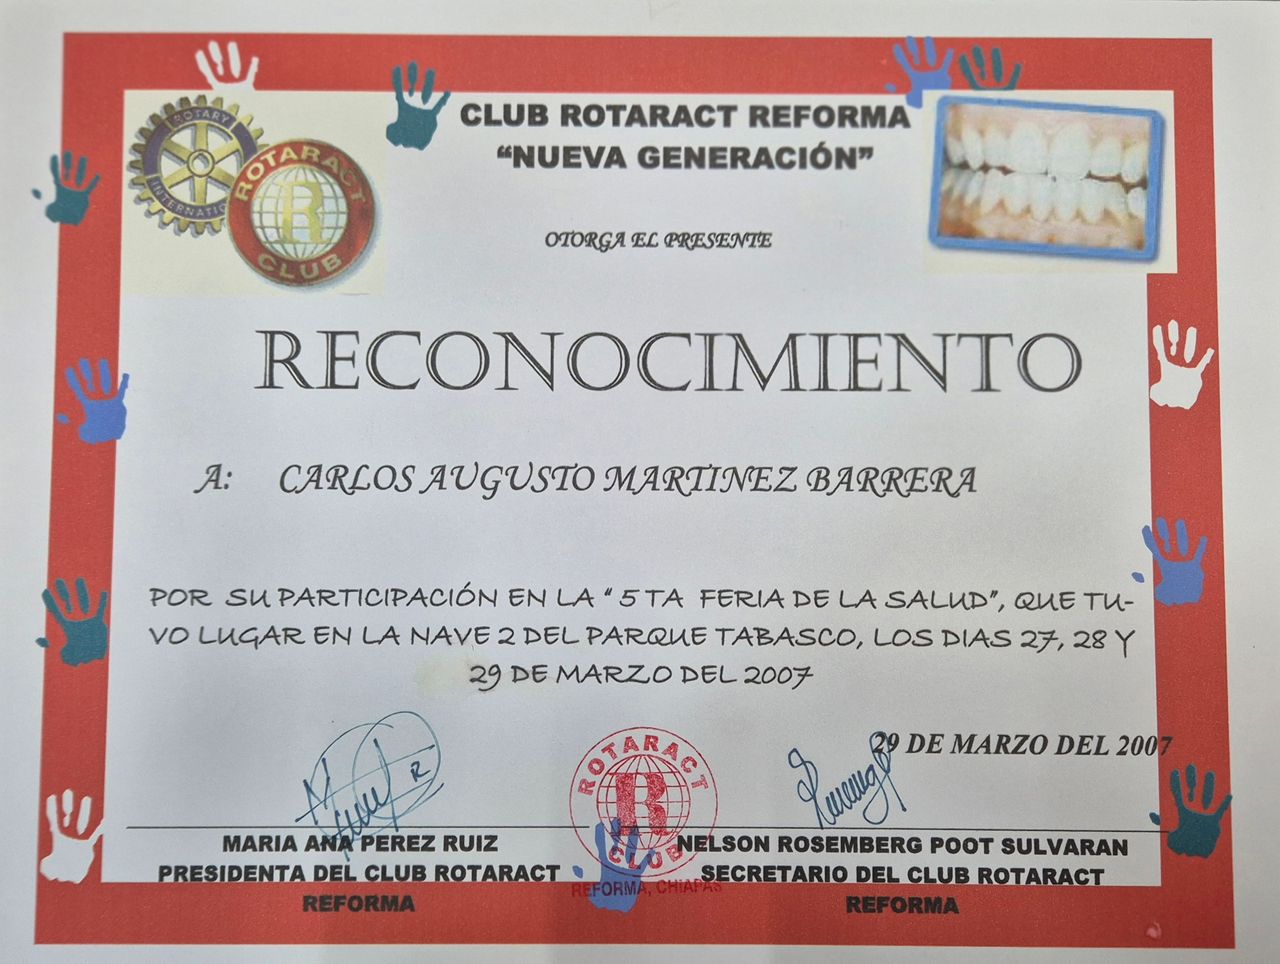 CLUB ROTARACT REFORMA
“NUEVA GENERACIÓN”
ROTARY
INTERNATIO
ROTARACT
R
CLUB
OTORGA EL PRESENTE
RECONOCIMIENTO
A: CARLOS AUGUSTO MARTINEZ BARRERA
POR SU PARTICIPACIÓN EN LA “ 5 TA FERIA DE LA SALUD”, QUE TU-
VO LUGAR EN LA NAVE 2 DEL PARQUE TABASCO, LOS DIAS 27, 28 Y
29 DE MARZO DEL 2007
29 DE MARZO DEL 2007
ROTARACT
R
CLUB
REFORMA, CHIAPAS
MARIA ANA PEREZ RUIZ
PRESIDENTA DEL CLUB ROTARACT
REFORMA
NELSON ROSEMBERG POOT SULVARAN
SECRETARIO DEL CLUB ROTARACT
REFORMA